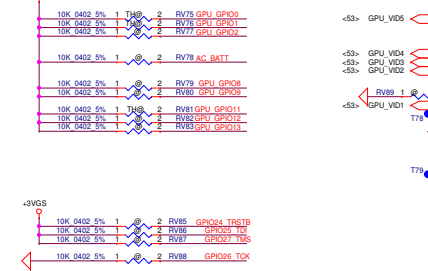 10K_0402_5% 1 TH@ 2 RV75 GPU_GPIO0
10K_0402_5% 1 TH@ 2 RV76 GPU_GPIO1
10K_0402_5% 1 @ 2 RV77 GPU_GPIO2
10K_0402_5% 1 @ 2 RV78 AC_BATT
10K_0402_5% 1 @ 2 RV79 GPU_GPIO8
10K_0402_5% 1 @ 2 RV80 GPU_GPIO9
10K_0402_5% 1 TH@ 2 RV81 GPU_GPIO11
10K_0402_5% 1 @ 2 RV82 GPU_GPIO12
10K_0402_5% 1 @ 2 RV83 GPU_GPIO13
+3VGS
10K_0402_5% 1 @ 2 RV85 GPIO24_TRSTB
10K_0402_5% 1 @ 2 RV86 GPIO25_TDI
10K_0402_5% 1 @ 2 RV87 GPIO27_TMS
10K_0402_5% 1 @ 2 RV88 GPIO26_TCK
<53> GPU_VID5
<53> GPU_VID4
<53> GPU_VID3
<53> GPU_VID2
RV89 1 @
<53> GPU_VID1
T78
T79